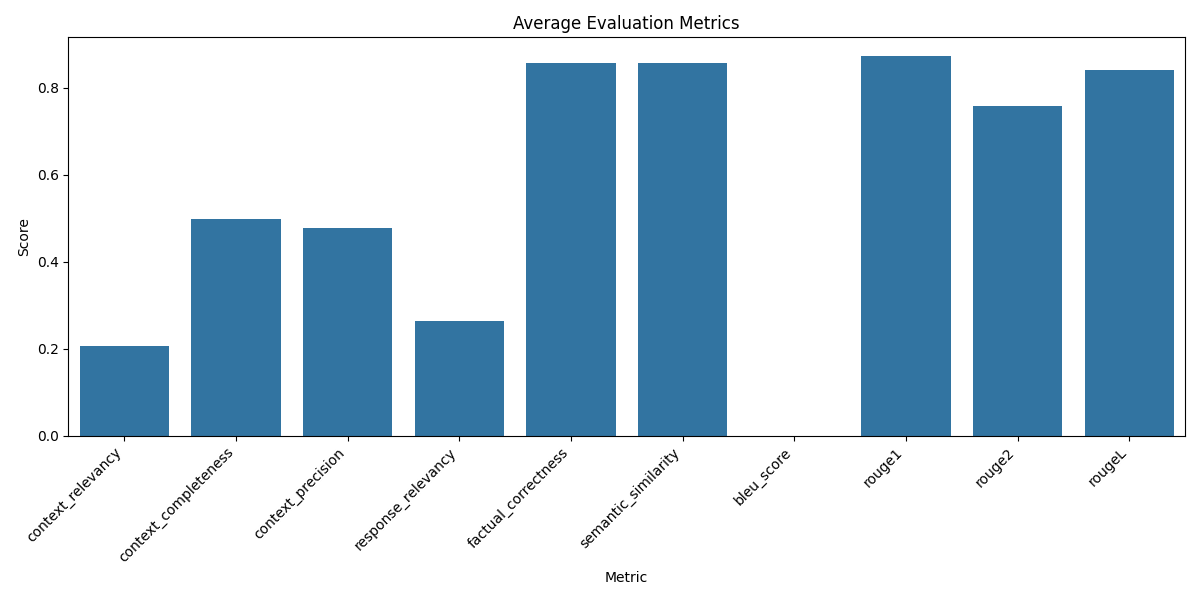 Average Evaluation Metrics
Score
0.8
0.6
0.4
0.2
0.0
context_relevancy
context_completeness
context_precision
response_relevancy
factual_correctness
semantic_similarity
bleu_score
rouge1
rouge2
rougeL
Metric